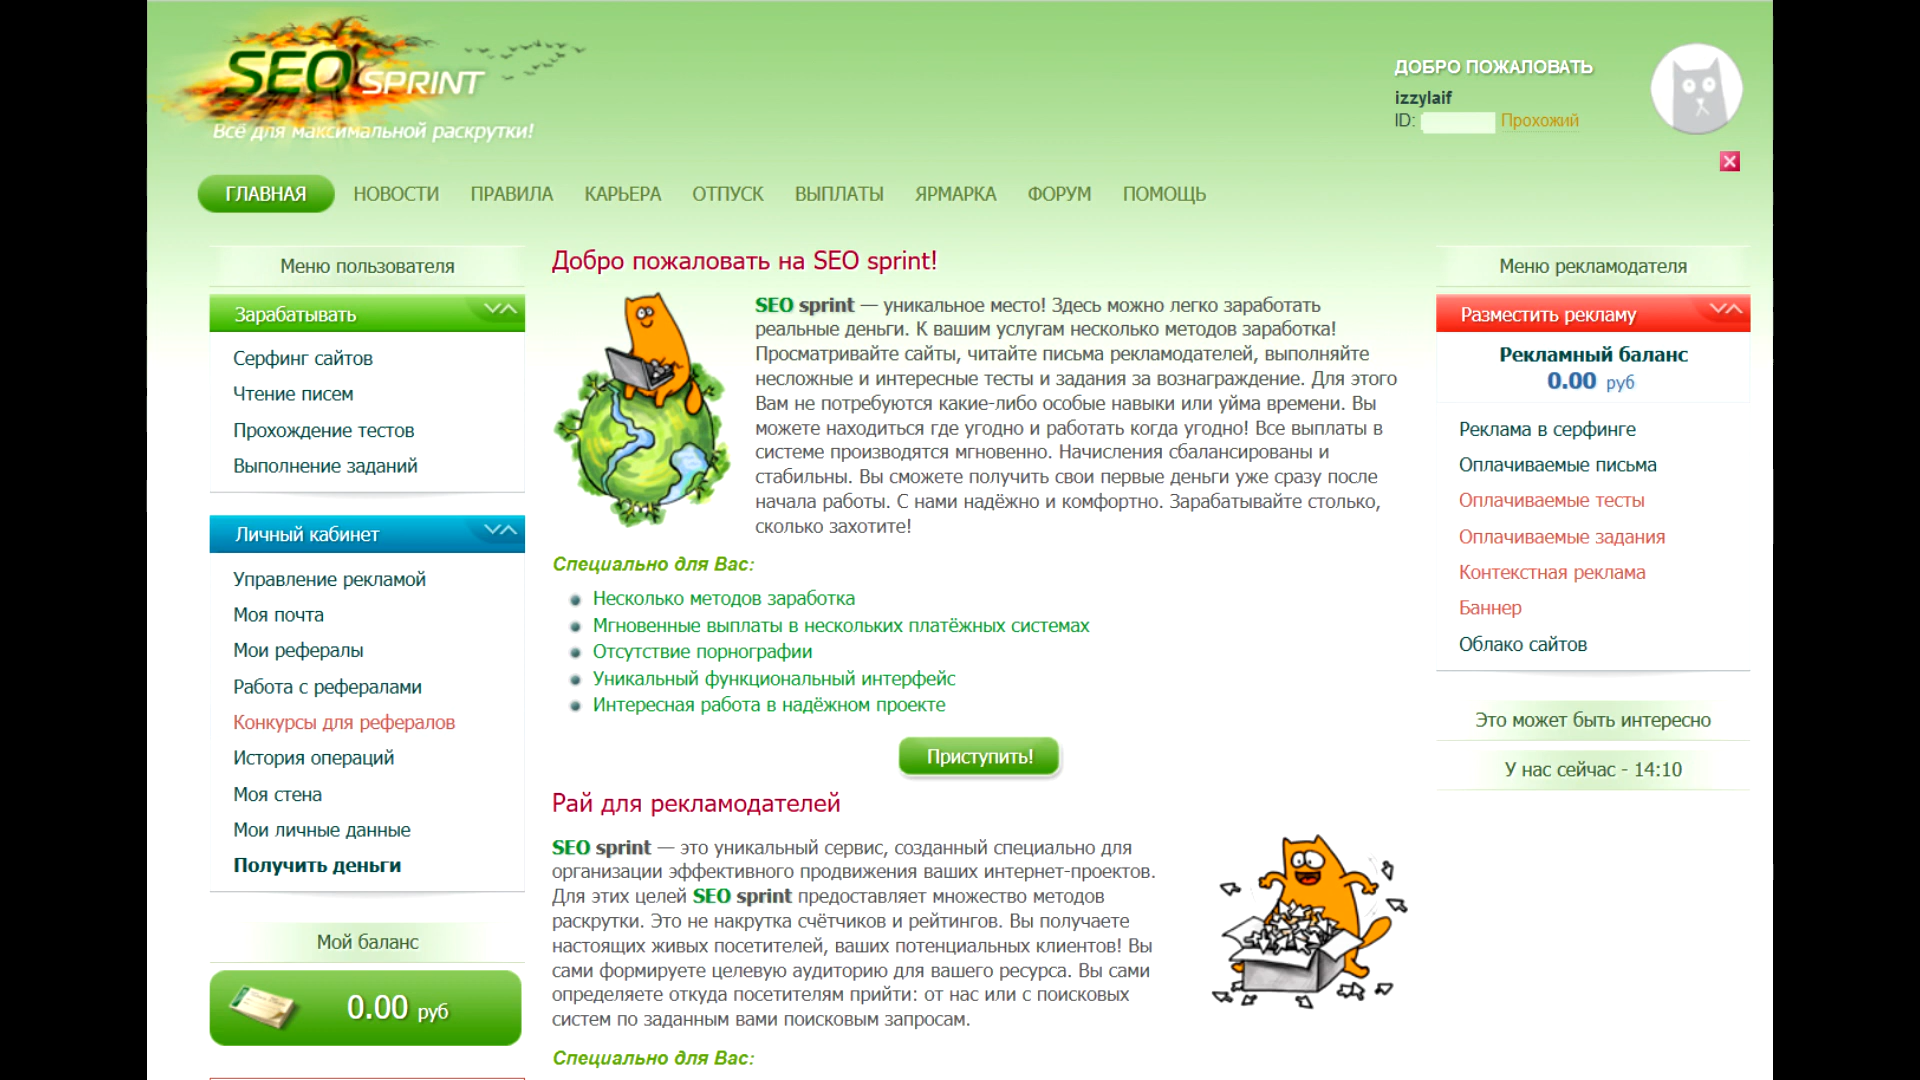 SEO SPRINT
Всё для максимальной раскрутки!
ДОБРО ПОЖАЛОВАТЬ
izzylaif
ID: Прохожий
ГЛАВНАЯ НОВОСТИ ПРАВИЛА КАРЬЕРА ОТПУСК ВЫПЛАТЫ ЯРМАРКА ФОРУМ ПОМОЩЬ
Меню пользователя
Зарабатывать
Серфинг сайтов
Чтение писем
Прохождение тестов
Выполнение заданий
Личный кабинет
Управление рекламой
Моя почта
Мои рефералы
Работа с рефералами
Конкурсы для рефералов
История операций
Моя стена
Мои личные данные
Получить деньги
Мой баланс
0.00 руб
Добро пожаловать на SEO sprint!
SEO sprint — уникальное место! Здесь можно легко заработать
реальные деньги. К вашим услугам несколько методов заработка!
Просматривайте сайты, читайте письма рекламодателей, выполняйте
несложные и интересные тесты и задания за вознаграждение. Для этого
Вам не потребуются какие-либо особые навыки или уйма времени. Вы
можете находиться где угодно и работать когда угодно! Все выплаты в
системе производятся мгновенно. Начисления сбалансированы и
стабильны. Вы сможете получить свои первые деньги уже сразу после
начала работы. С нами надёжно и комфортно. Зарабатывайте столько,
сколько захотите!
Специально для Вас:
Несколько методов заработка
Мгновенные выплаты в нескольких платёжных системах
Отсутствие порнографии
Уникальный функциональный интерфейс
Интересная работа в надёжном проекте
Приступить!
Рай для рекламодателей
SEO sprint — это уникальный сервис, созданный специально для
организации эффективного продвижения ваших интернет-проектов.
Для этих целей SEO sprint предоставляет множество методов
раскрутки. Это не накрутка счётчиков и рейтингов. Вы получаете
настоящих живых посетителей, ваших потенциальных клиентов! Вы
сами формируете целевую аудиторию для вашего ресурса. Вы сами
определяете откуда посетителям прийти: от нас или с поисковых
систем по заданным вами поисковым запросам.
Специально для Вас:
Меню рекламодателя
Разместить рекламу
Рекламный баланс
0.00 руб
Реклама в серфинге
Оплачиваемые письма
Оплачиваемые тесты
Оплачиваемые задания
Контекстная реклама
Баннер
Облако сайтов
Это может быть интересно
У нас сейчас - 14:10